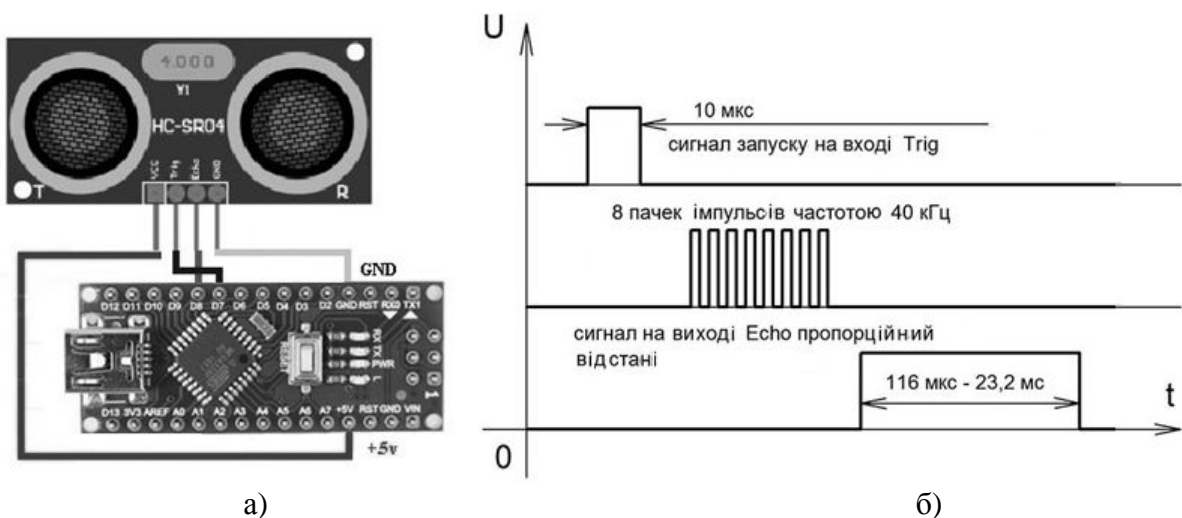 4.000
Y1
HC-SR04
VCC Trig Echo GND
T
R
GND
D12 D11 D10 D9 D8 D7 D6 D5 D4 D3 D2 GND RST RX0 TX1
RX
TX
PWR
L
1
D13 3V3 AREF A0 A1 A2 A3 A4 A5 A6 A7 +5V RST GND VIN
+5v
а)
U
10 мкс
сигнал запуску на вході Trig
8 пачек імпульсів частотою 40 кГц
сигнал на виході Echo пропорційний
відстані
116 мкс - 23,2 мс
t
0
б)